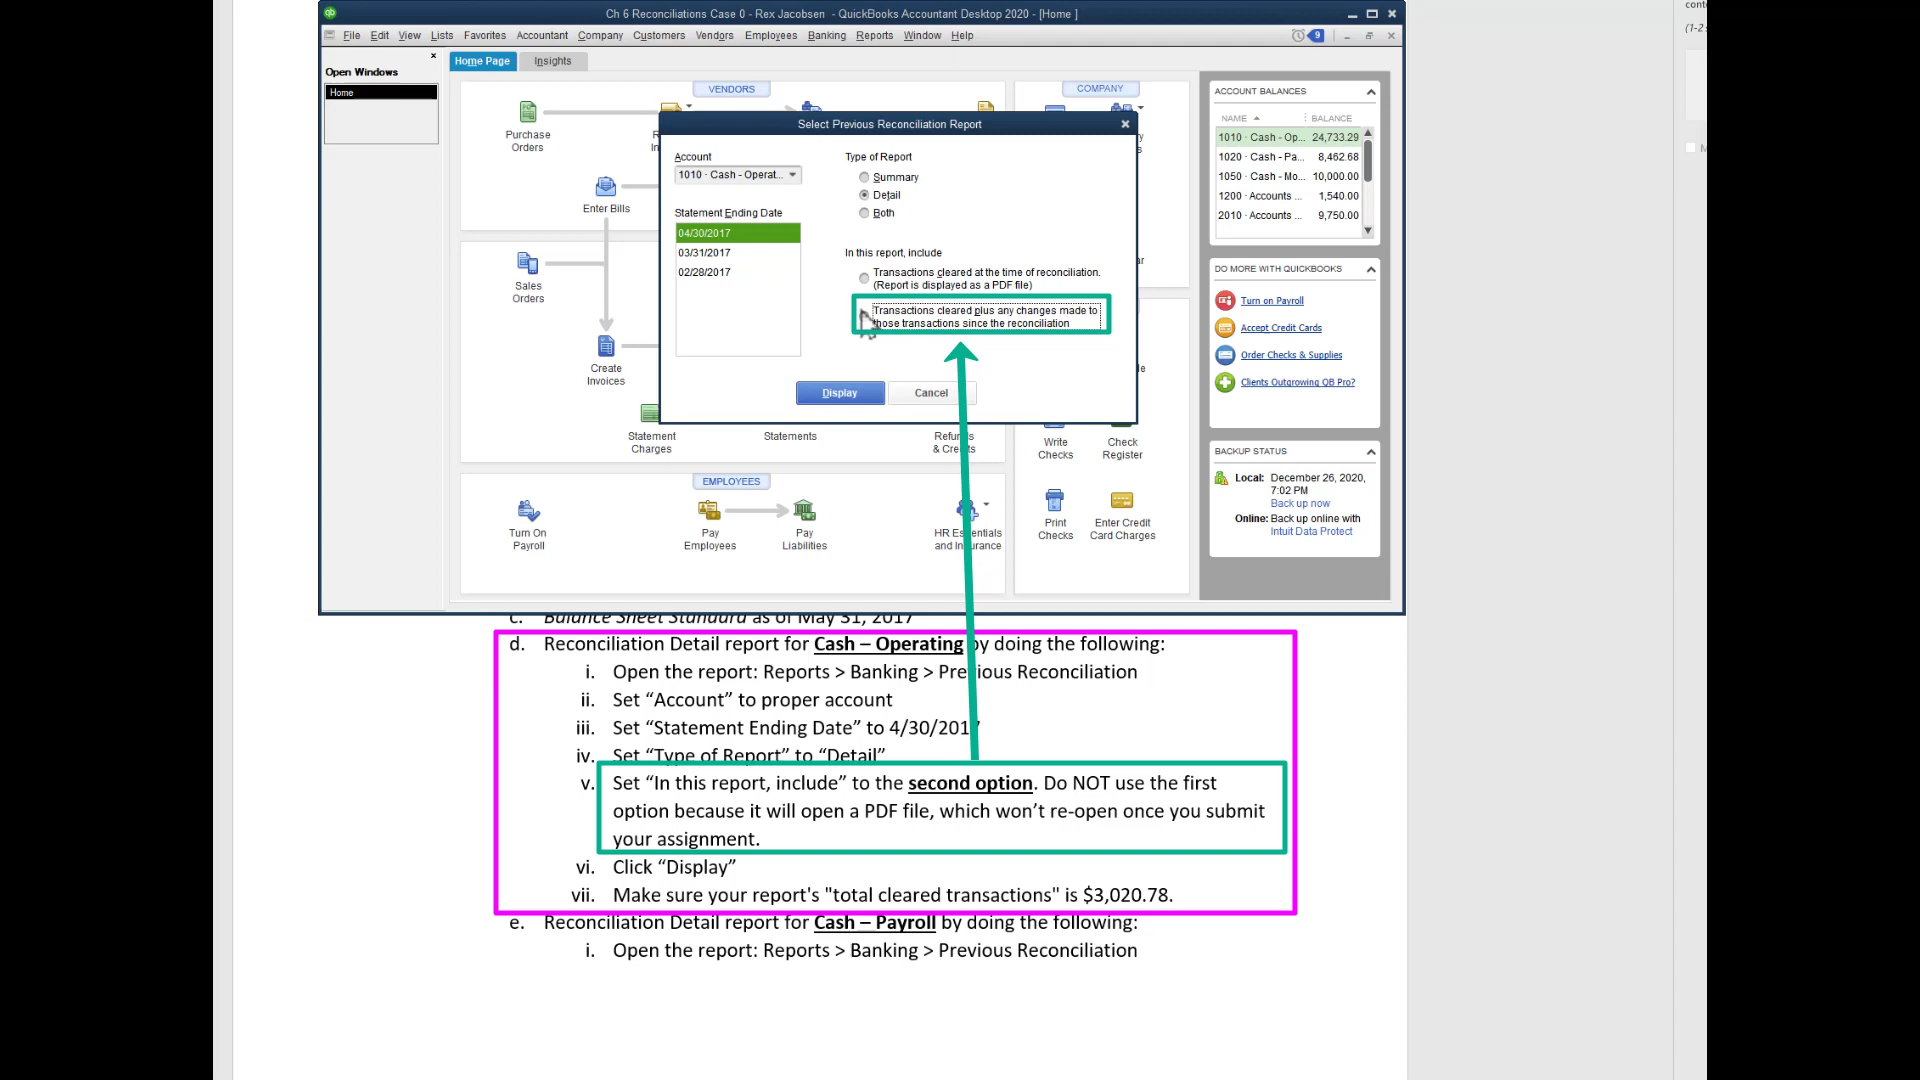 Ch 6 Reconciliations Case 0 - Rex Jacobsen - QuickBooks Accountant Desktop 2020 - [Home ]
File Edit View Lists Favorites Accountant Company Customers Vendors Employees Banking Reports Window Help
9
Open Windows
Home
Home Page Insights
VENDORS
Purchase
Orders
Enter Bills
Sales
Orders
Create
Invoices
Statement
Charges
Statements
Refunds
& Credits
COMPANY
Write
Checks
Check
Register
Print
Checks
Enter Credit
Card Charges
EMPLOYEES
Turn On
Payroll
Pay
Employees
Pay
Liabilities
HR Essentials
and Insurance
Select Previous Reconciliation Report
Account
1010 · Cash - Operat...
Statement Ending Date
04/30/2017
03/31/2017
02/28/2017
Type of Report
Summary
Detail
Both
In this report, include
Transactions cleared at the time of reconciliation.
(Report is displayed as a PDF file)
Transactions cleared plus any changes made to
those transactions since the reconciliation
Display Cancel
ACCOUNT BALANCES
NAME BALANCE
1010 · Cash - Op... 24,733.29
1020 · Cash - Pa... 8,462.68
1050 · Cash - Mo... 10,000.00
1200 · Accounts ... 1,540.00
2010 · Accounts ... 9,750.00
DO MORE WITH QUICKBOOKS
Turn on Payroll
Accept Credit Cards
Order Checks & Supplies
Clients Outgrowing QB Pro?
BACKUP STATUS
Local: December 26, 2020,
7:02 PM
Back up now
Online: Back up online with
Intuit Data Protect
c. Balance Sheet Standard as of May 31, 2017
d. Reconciliation Detail report for Cash – Operating by doing the following:
i. Open the report: Reports > Banking > Previous Reconciliation
ii. Set “Account” to proper account
iii. Set “Statement Ending Date” to 4/30/2017
iv. Set “Type of Report” to “Detail”
v. Set “In this report, include” to the second option. Do NOT use the first
option because it will open a PDF file, which won’t re-open once you submit
your assignment.
vi. Click “Display”
vii. Make sure your report's "total cleared transactions" is $3,020.78.
e. Reconciliation Detail report for Cash – Payroll by doing the following:
i. Open the report: Reports > Banking > Previous Reconciliation